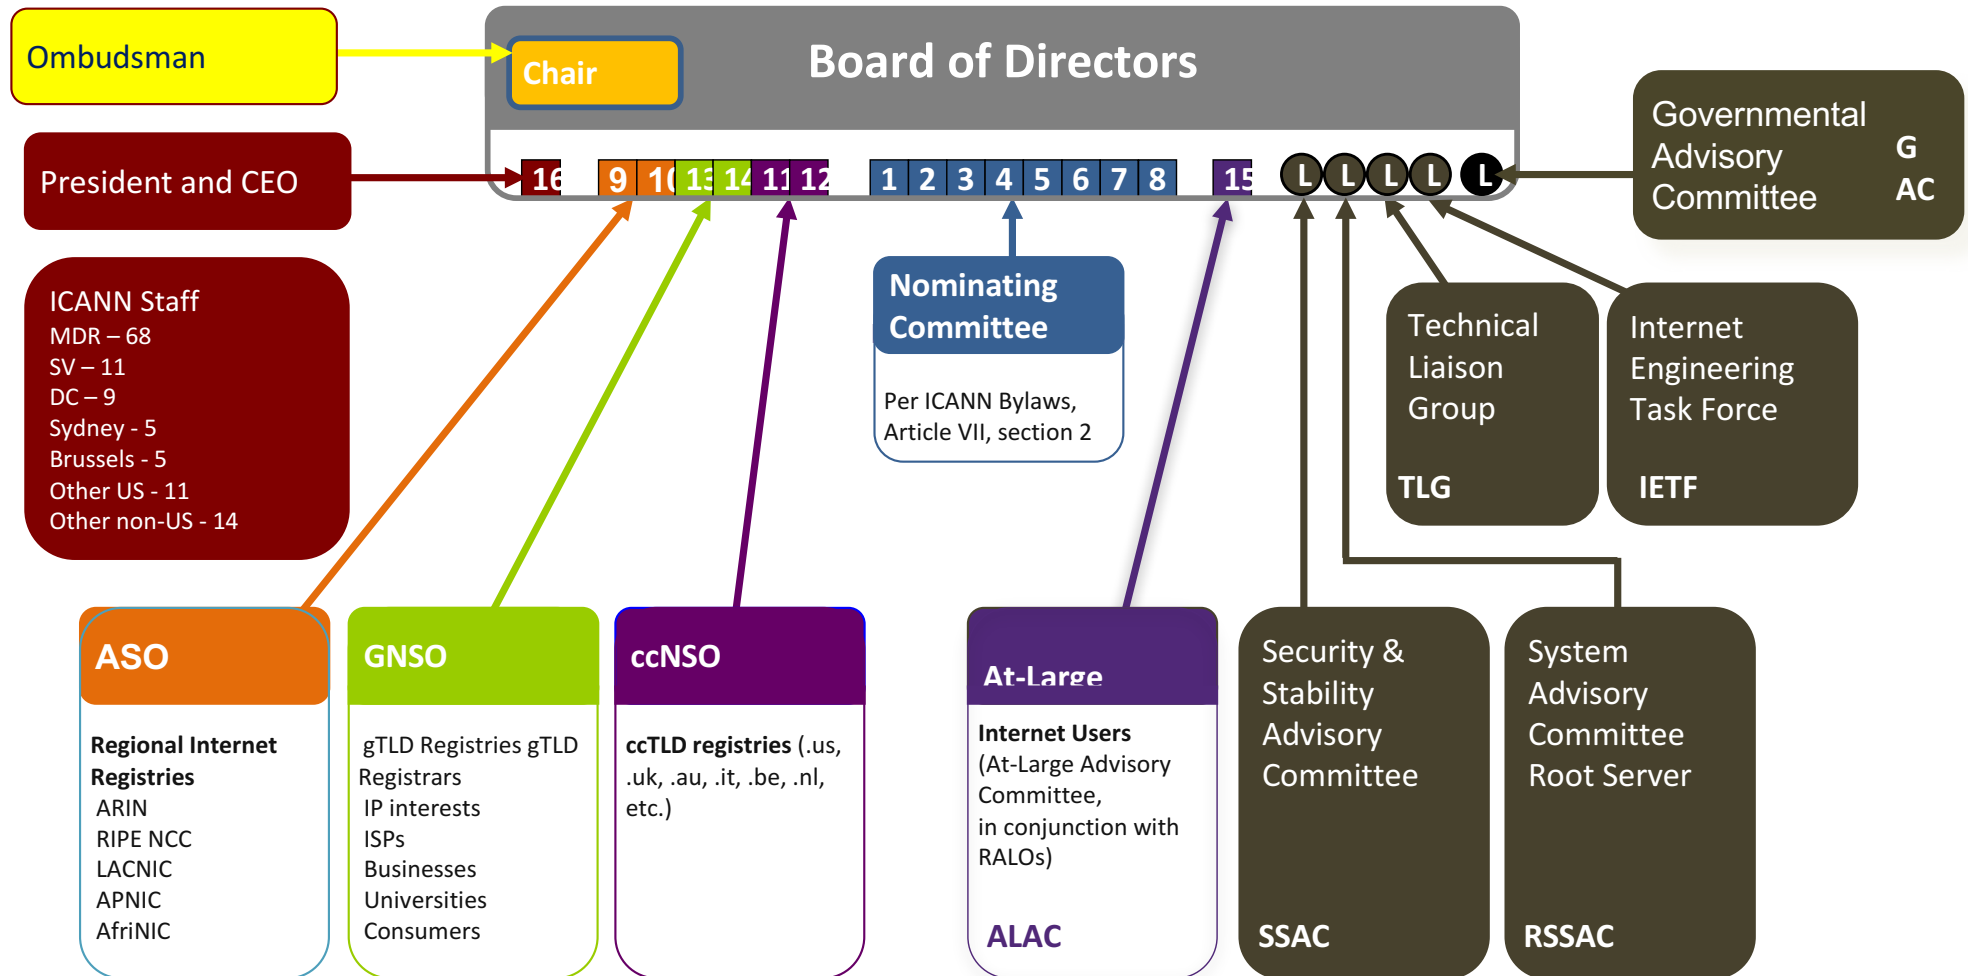 Ombudsman
Chair
Board of Directors
President and CEO
16
9 10 13 14 11 12
1 2 3 4 5 6 7 8
15
L L L L L
Governmental
Advisory
Committee
G
AC
ICANN Staff
MDR – 68
SV – 11
DC – 9
Sydney - 5
Brussels - 5
Other US - 11
Other non-US - 14
Nominating
Committee
Per ICANN Bylaws,
Article VII, section 2
Technical
Liaison
Group
TLG
Internet
Engineering
Task Force
IETF
ASO
Regional Internet
Registries
ARIN
RIPE NCC
LACNIC
APNIC
AfriNIC
GNSO
gTLD Registries gTLD
Registrars
IP interests
ISPs
Businesses
Universities
Consumers
ccNSO
ccTLD registries (.us,
.uk, .au, .it, .be, .nl,
etc.)
At-Large
Internet Users
(At-Large Advisory
Committee,
in conjunction with
RALOs)
ALAC
Security &
Stability
Advisory
Committee
SSAC
System
Advisory
Committee
Root Server
RSSAC